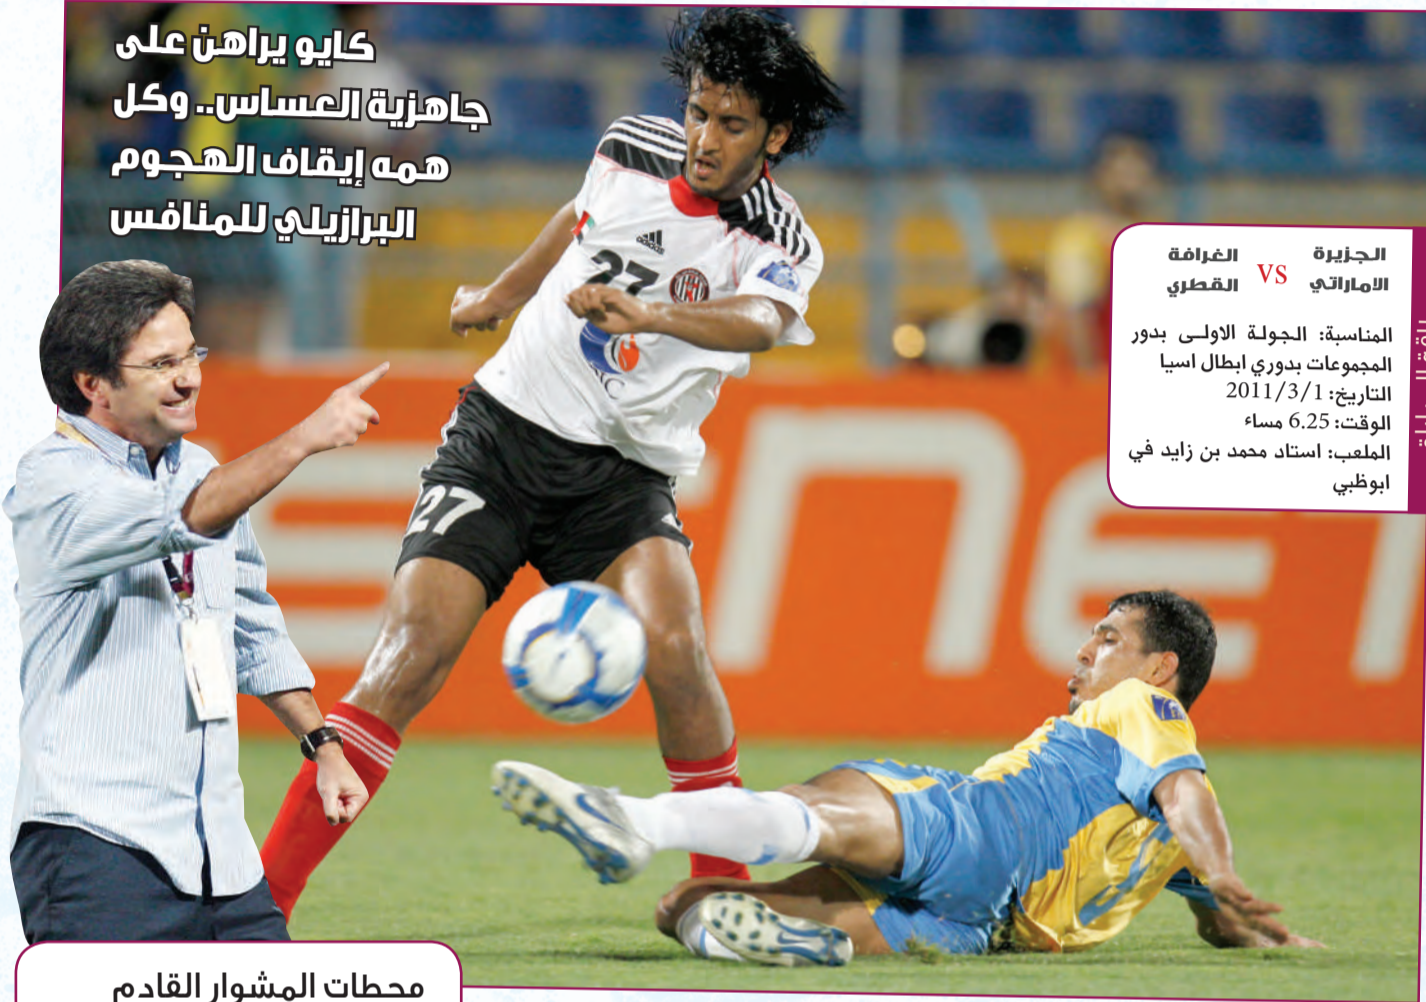 كايو يراهن على
جاهزية العساس.. وكل
همه إيقاف الهجوم
البرازيلي للمنافس
الجزيرة
الاماراتي
VS
الغرافة
القطري
المناسبة: الجولة الاولى بدور
المجموعات بدوري ابطال اسيا
التاريخ: 2011/3/1
الوقت: 6.25 مساء
الملعب: استاد محمد بن زايد في
ابوظبي
adidas
27
27
محطات المشوار القادم